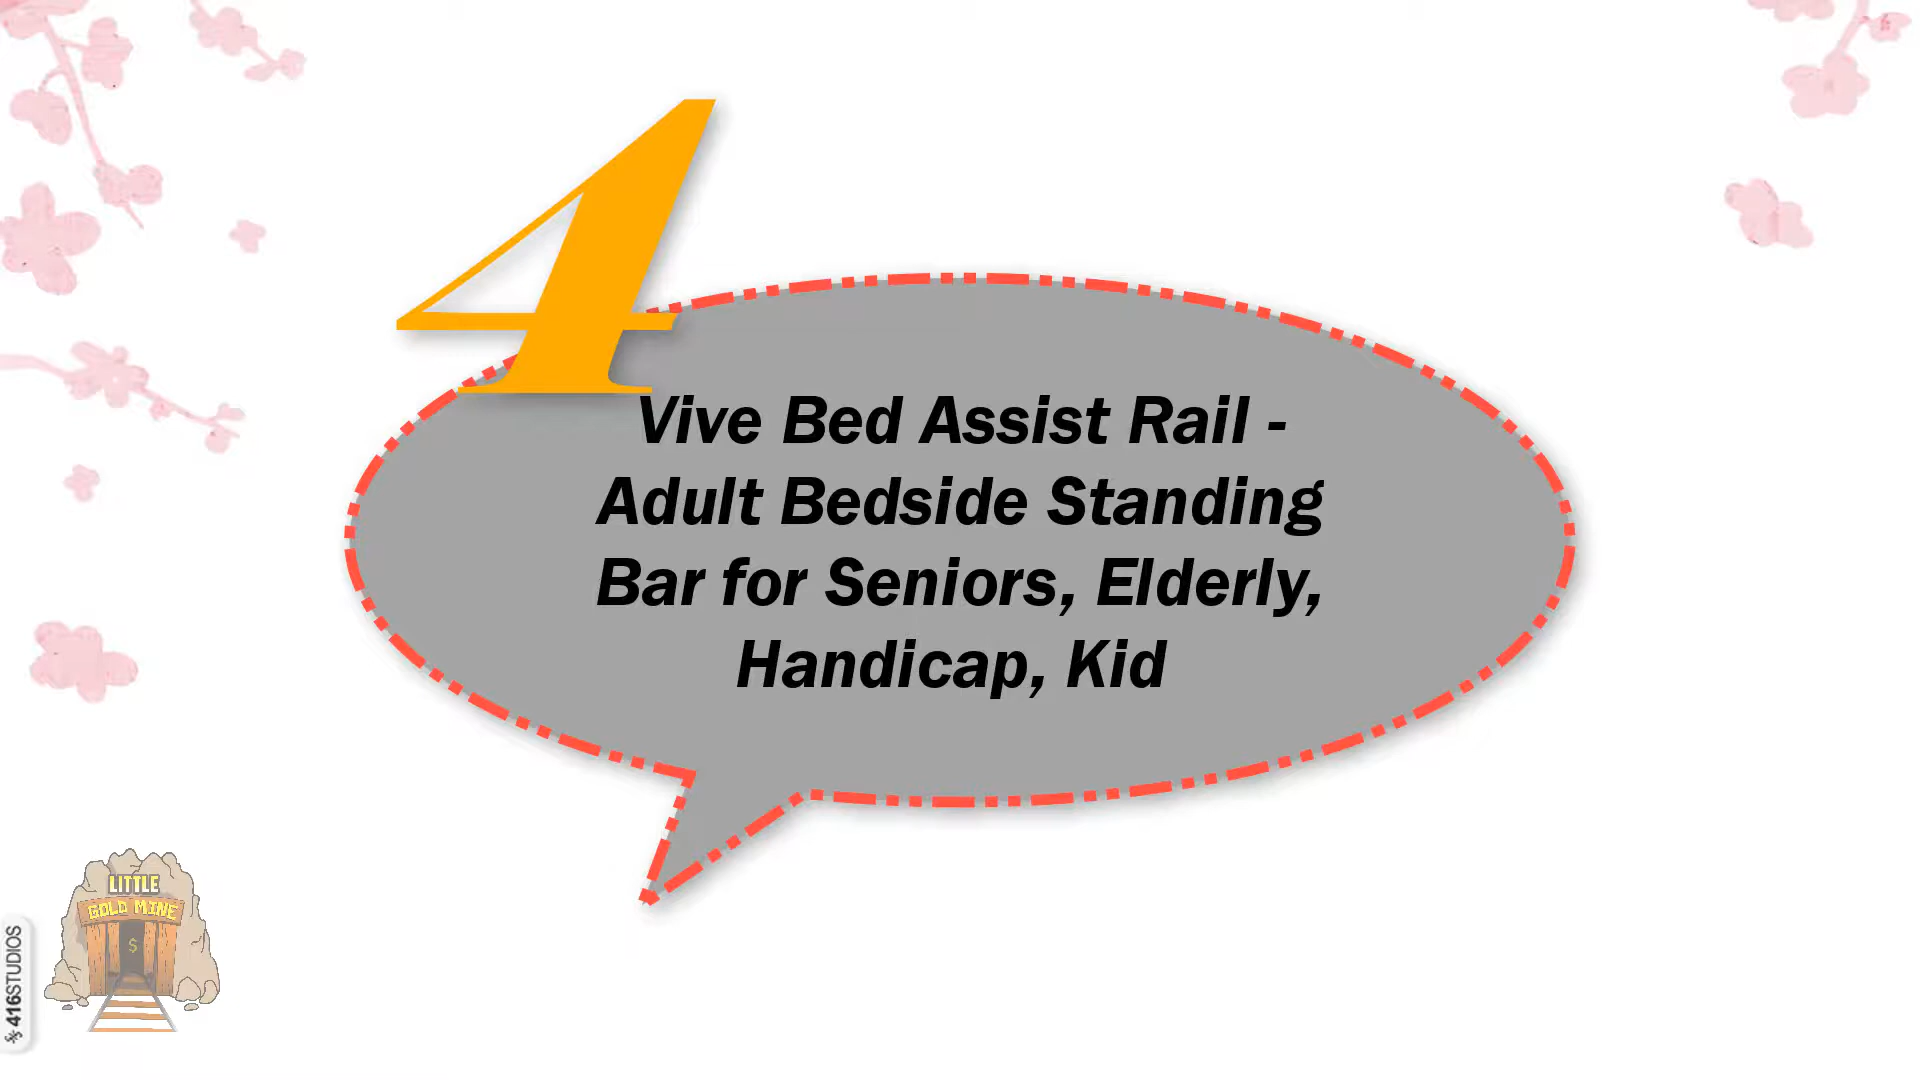 4
Vive Bed Assist Rail -
Adult Bedside Standing
Bar for Seniors, Elderly,
Handicap, Kid
LITTLE
GOLD MINE
$
416STUDIOS